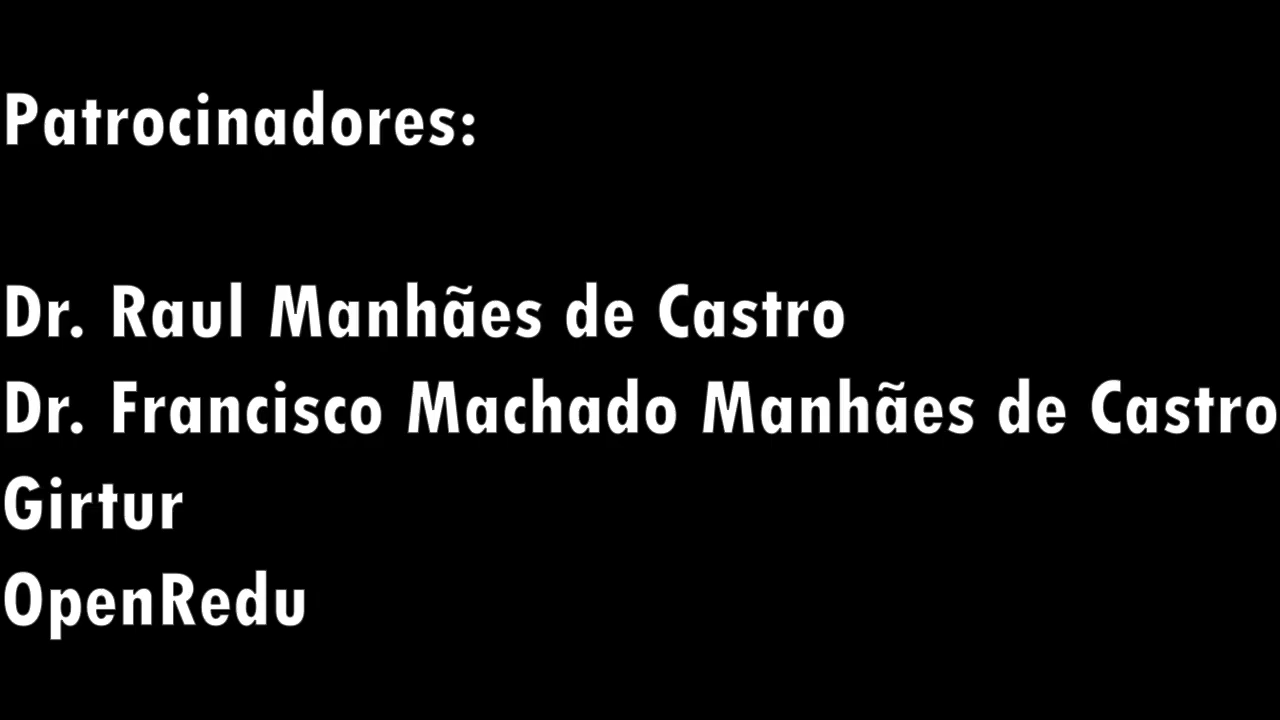 Patrocinadores:
Dr. Raul Manhães de Castro
Dr. Francisco Machado Manhães de Castro
Girtur
OpenRedu